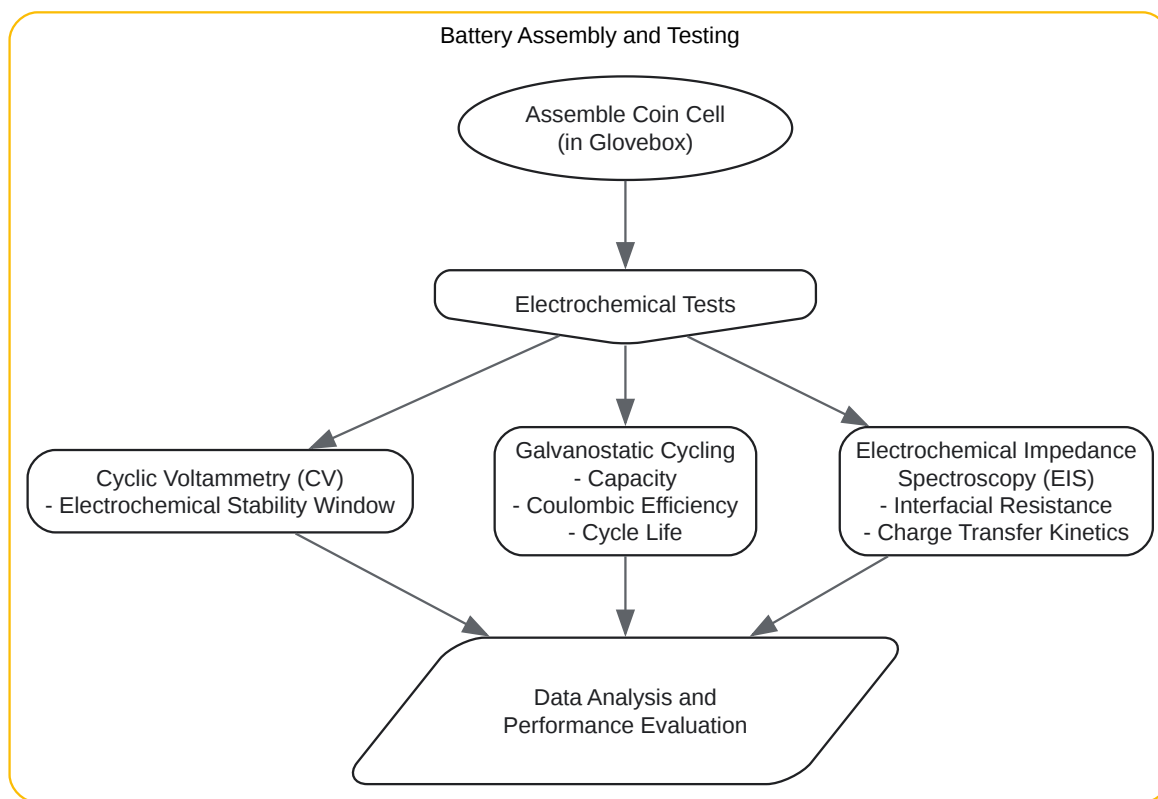 Battery Assembly and Testing
Assemble Coin Cell
(in Glovebox)
Electrochemical Tests
Cyclic Voltammetry (CV)
- Electrochemical Stability Window
Galvanostatic Cycling
- Capacity
- Coulombic Efficiency
- Cycle Life
Electrochemical Impedance
Spectroscopy (EIS)
- Interfacial Resistance
- Charge Transfer Kinetics
Data Analysis and
Performance Evaluation